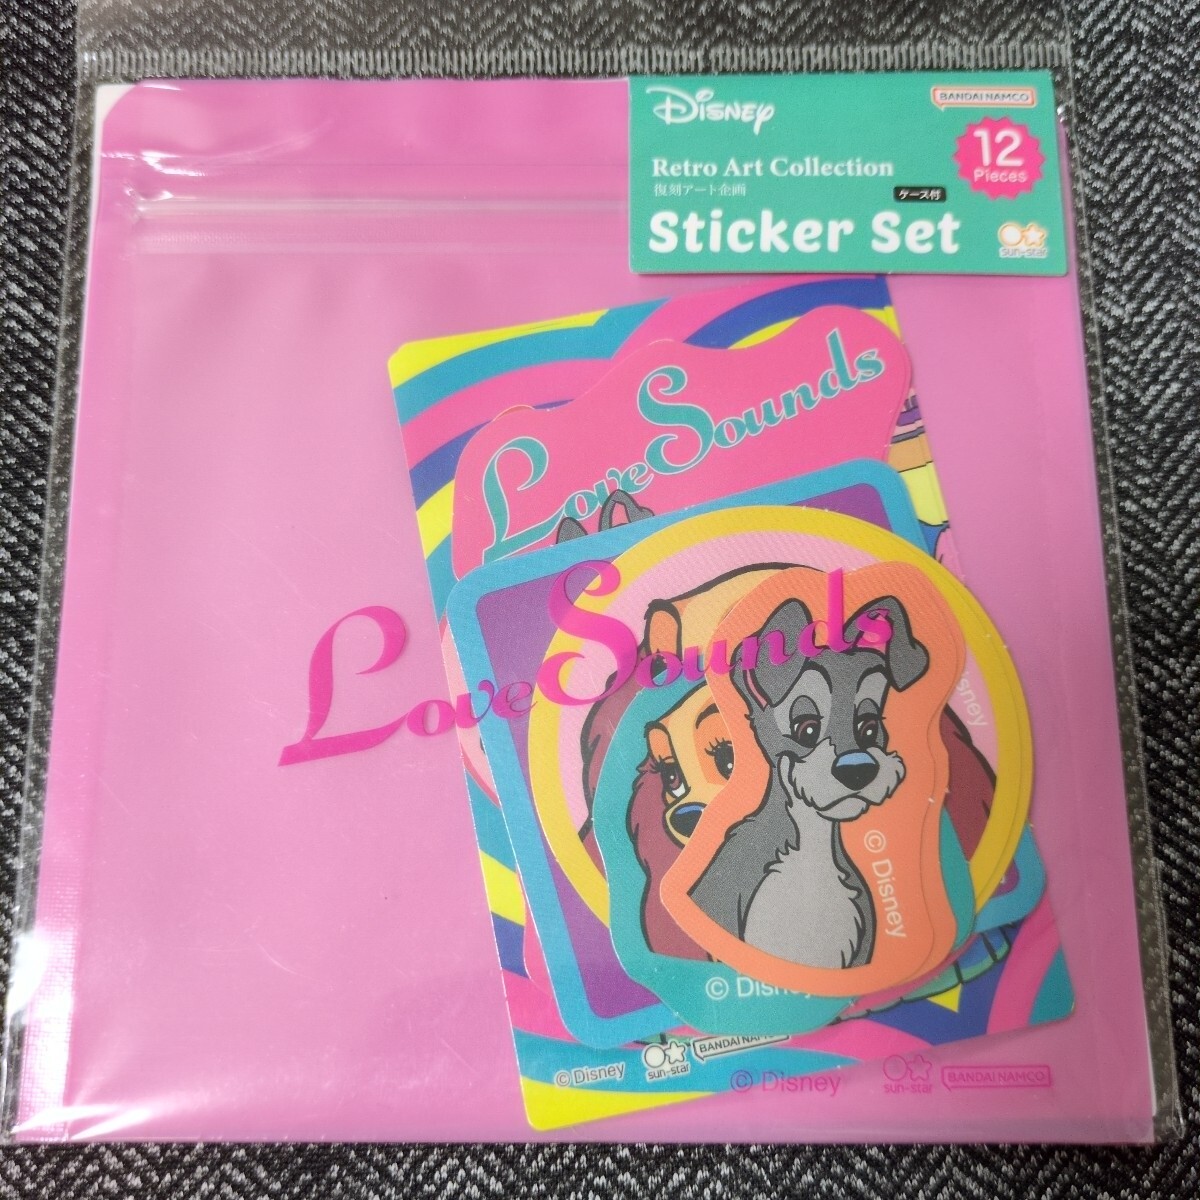 Disney
BANDAI NAMCO
12
Pieces
Retro Art Collection
復刻アート企画
ケース付
Sticker Set
sun-star
Love Sounds
Love Sounds
isney
© Disney
© Disney
© Disney
sun-star
BANDAI NAMCO
© Disney
sun-star
BANDAI NAMCO